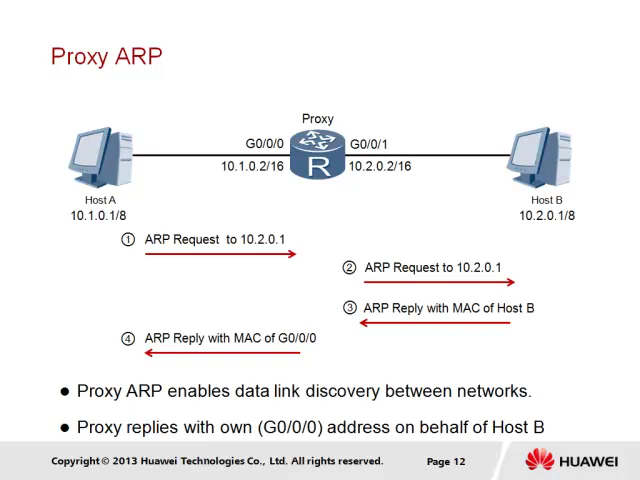 Proxy ARP
Proxy
G0/0/0
G0/0/1
10.1.0.2/16
10.2.0.2/16
R
Host A
10.1.0.1/8
Host B
10.2.0.1/8
① ARP Request to 10.2.0.1
② ARP Request to 10.2.0.1
③ ARP Reply with MAC of Host B
④ ARP Reply with MAC of G0/0/0
● Proxy ARP enables data link discovery between networks.
● Proxy replies with own (G0/0/0) address on behalf of Host B
Copyright © 2013 Huawei Technologies Co., Ltd. All rights reserved.
Page 12
HUAWEI